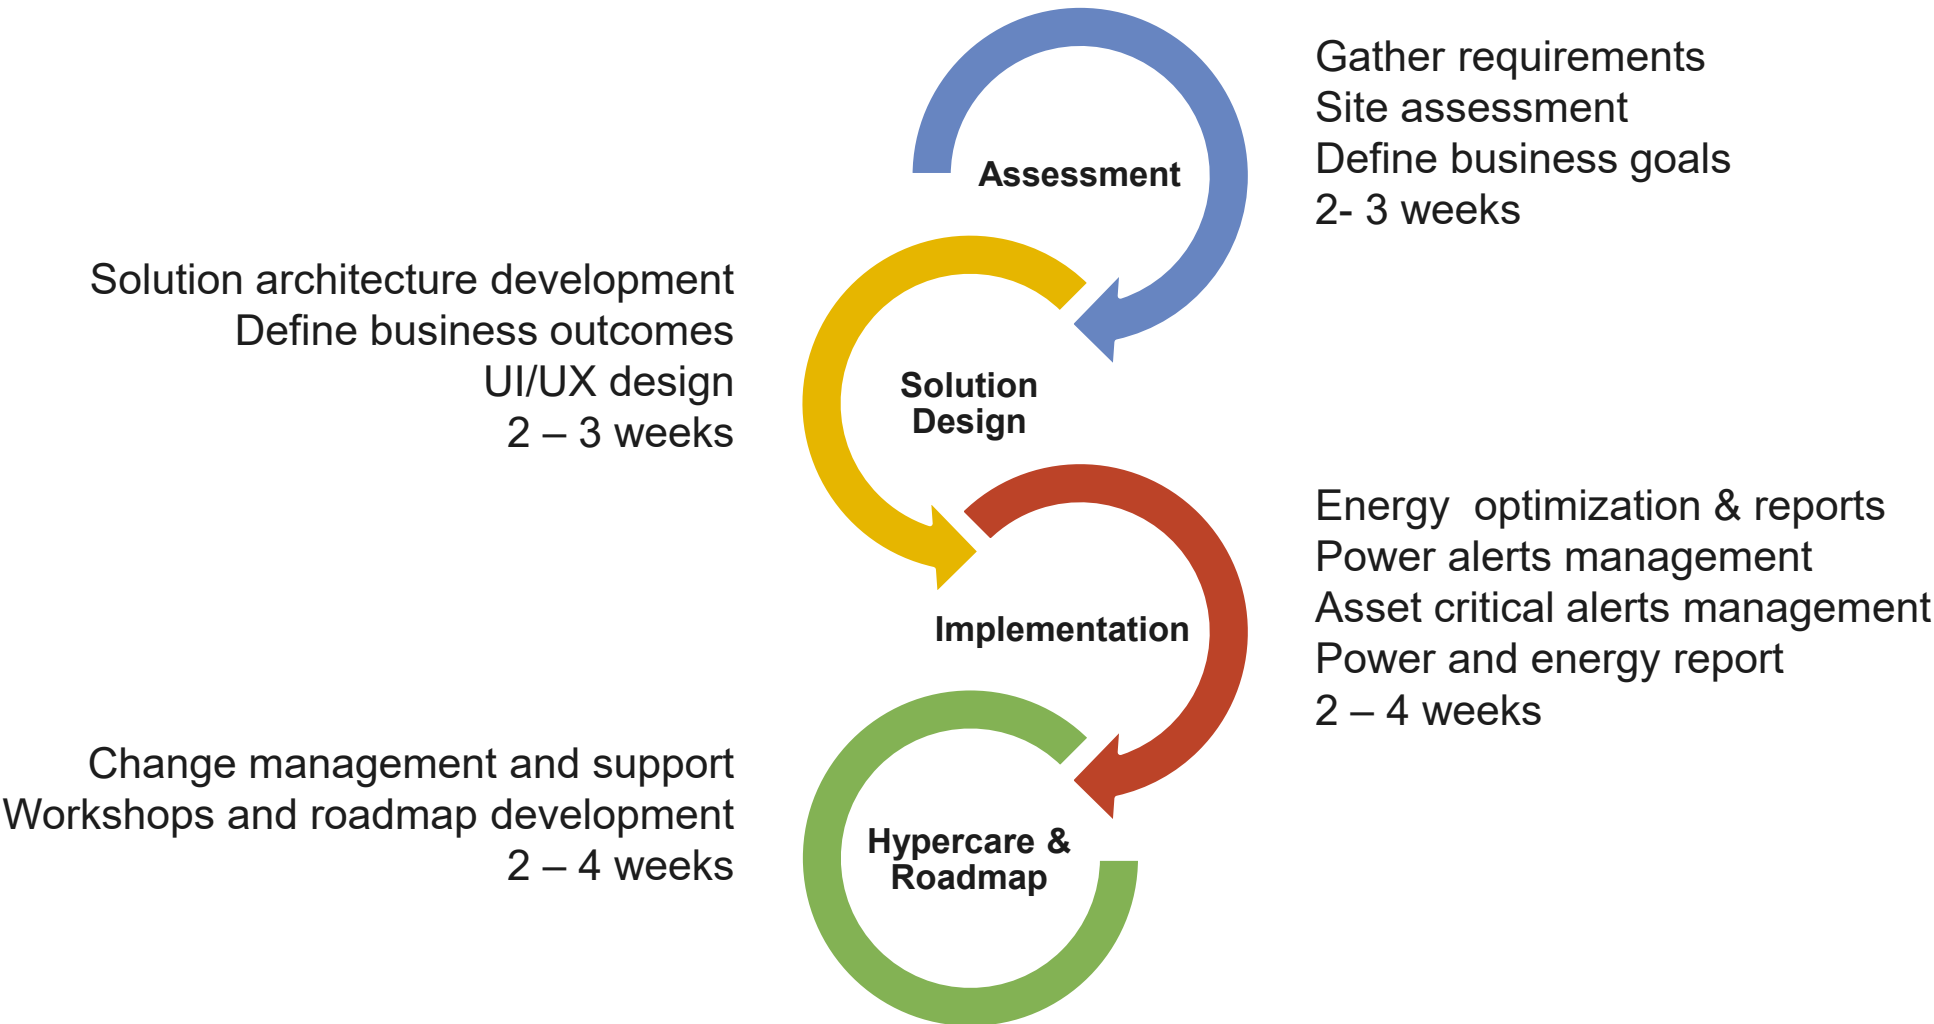 Assessment
Gather requirements
Site assessment
Define business goals
2- 3 weeks
Solution architecture development
Define business outcomes
UI/UX design
2 – 3 weeks
Solution
Design
Implementation
Energy  optimization & reports
Power alerts management
Asset critical alerts management
Power and energy report
2 – 4 weeks
Change management and support
Workshops and roadmap development
2 – 4 weeks
Hypercare &
Roadmap